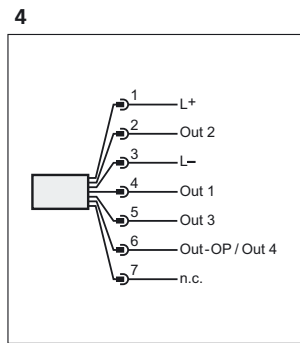 4
1 L+
2 Out 2
3 L–
4 Out 1
5 Out 3
6 Out-OP / Out 4
7 n.c.